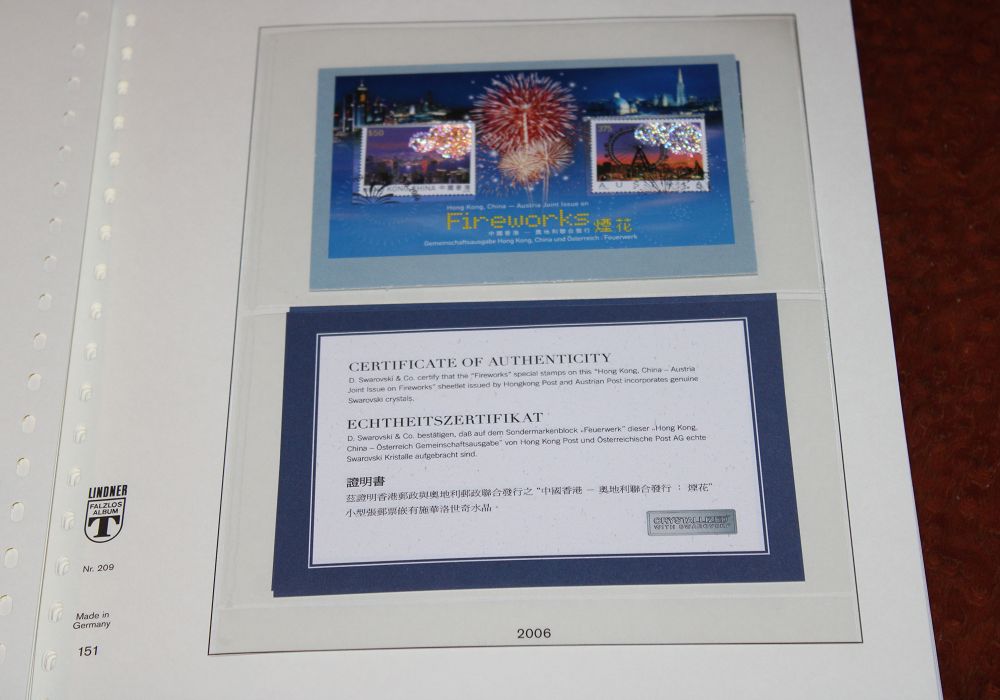 $50
375
HONG KONG, CHINA 中國香港
Hong Kong, China — Austria Joint Issue on
Fireworks 煙花
中國香港 — 奧地利聯合發行
Gemeinschaftsausgabe Hong Kong, China und Österreich : Feuerwerk
CERTIFICATE OF AUTHENTICITY
D. Swarovski & Co. certify that the "Fireworks" special stamps on this "Hong Kong, China – Austria
Joint Issue on Fireworks" sheetlet issued by Hongkong Post and Austrian Post incorporates genuine
Swarovski crystals.
ECHTHEITSZERTIFIKAT
D. Swarovski & Co. bestätigen, daß auf dem Sondermarkenblock „Feuerwerk" dieser „Hong Kong,
China – Österreich Gemeinschaftsausgabe" von Hong Kong Post und Österreichische Post AG echte
Swarovski Kristalle aufgebracht sind.
證明書
茲證明香港郵政與奧地利郵政聯合發行之 "中國香港 － 奧地利聯合發行 ： 煙花"
小型張郵票嵌有施華洛世奇水晶。
CRYSTALLIZED
WITH SWAROVSKI
LINDNER
FALZLOS
ALBUM
T
Nr. 209
Made in
Germany
151
2006